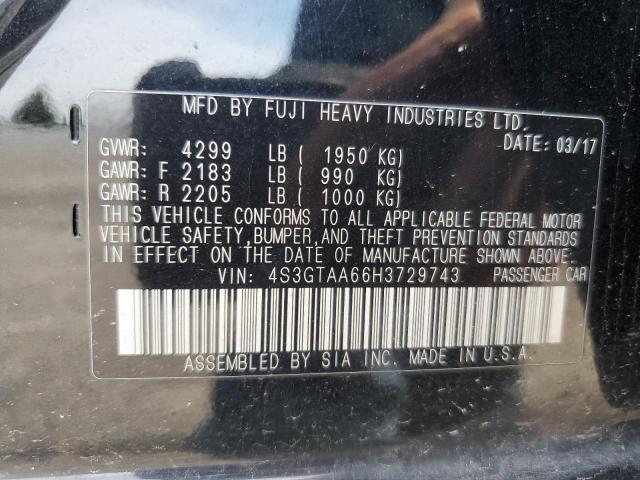 MFD BY FUJI HEAVY INDUSTRIES LTD.
DATE: 03/17
GVWR: 4299 LB ( 1950 KG)
GAWR: F 2183 LB ( 990 KG)
GAWR: R 2205 LB ( 1000 KG)
THIS VEHICLE CONFORMS TO ALL APPLICABLE FEDERAL MOTOR
VEHICLE SAFETY, BUMPER, AND THEFT PREVENTION STANDARDS
IN EFFECT ON THE DATE OF MANUFACTURE SHOWN ABOVE.
VIN: 4S3GTAA66H3729743 PASSENGER CAR
ASSEMBLED BY SIA INC. MADE IN U.S.A.